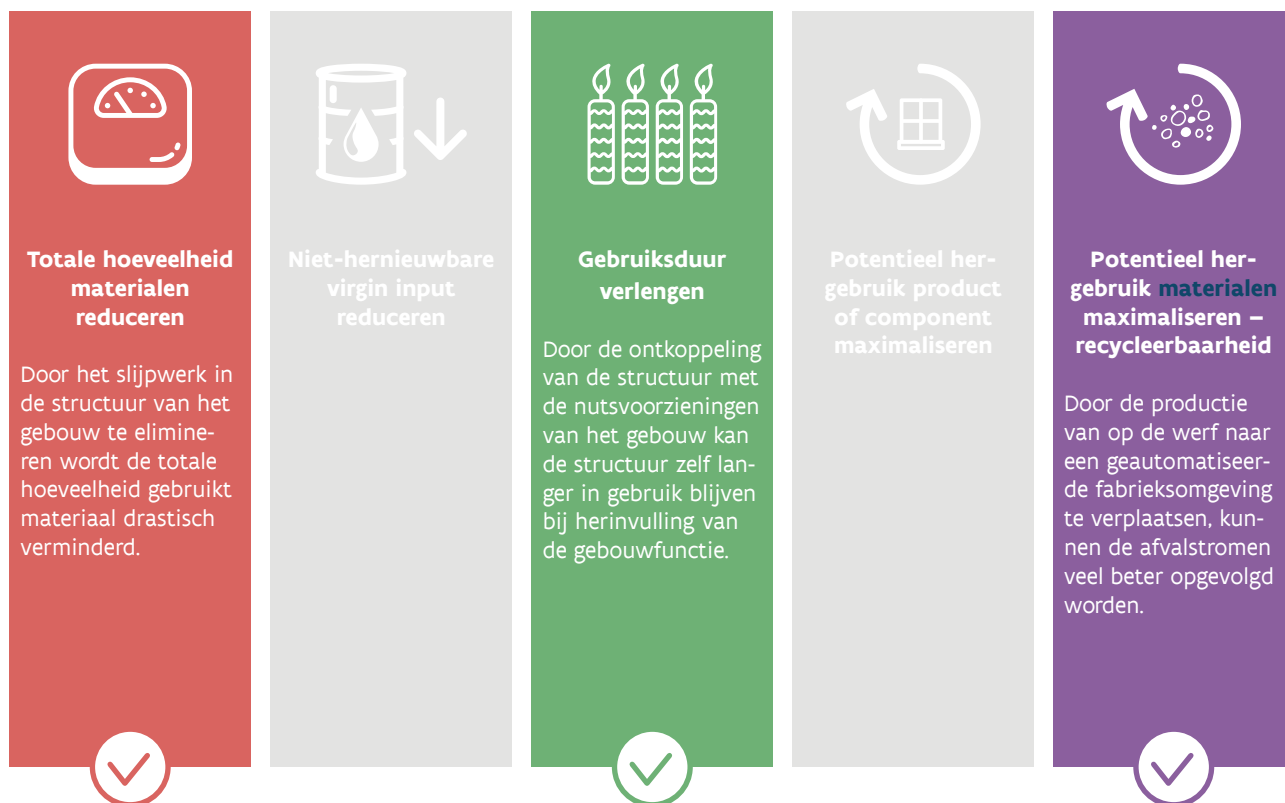 Totale hoeveelheid
materialen
reduceren
Door het slijpwerk in
de structuur van het
gebouw te elimine-
ren wordt de totale
hoeveelheid gebruikt
materiaal drastisch
verminderd.
Niet-hernieuwbare
virgin input
reduceren
Gebruiksduur
verlengen
Door de ontkoppeling
van de structuur met
de nutsvoorzieningen
van het gebouw kan
de structuur zelf lan-
ger in gebruik blijven
bij herinvulling van
de gebouwfunctie.
Potentieel her-
gebruik product
of component
maximaliseren
Potentieel her-
gebruik materialen
maximaliseren –
recycleerbaarheid
Door de productie
van op de werf naar
een geautomatiseer-
de fabrieksomgeving
te verplaatsen, kun-
nen de afvalstromen
veel beter opgevolgd
worden.